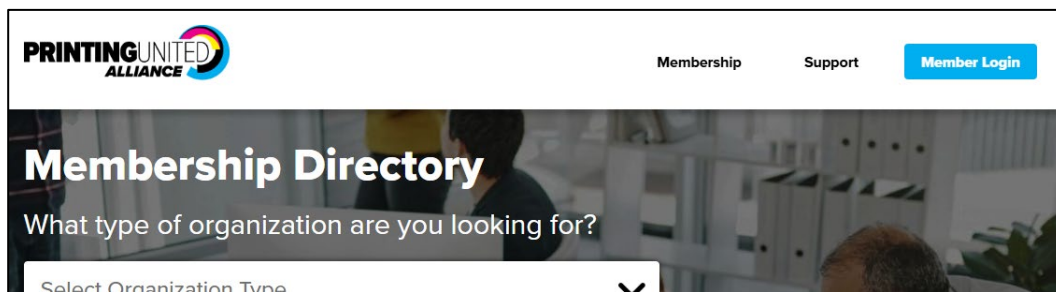 PRINTINGUNITED
ALLIANCE
Membership Support Member Login
Membership Directory
What type of organization are you looking for?
Select Organization Type